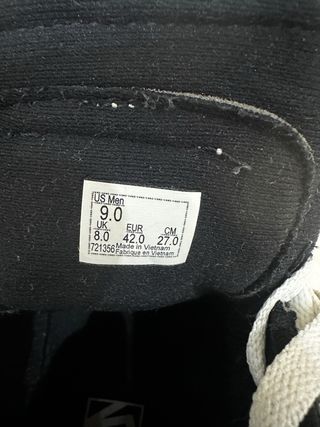 US Men
9.0
UK EUR CM
8.0 42.0 27.0
721356 Made in Vietnam
Fabriqué en Vietnam